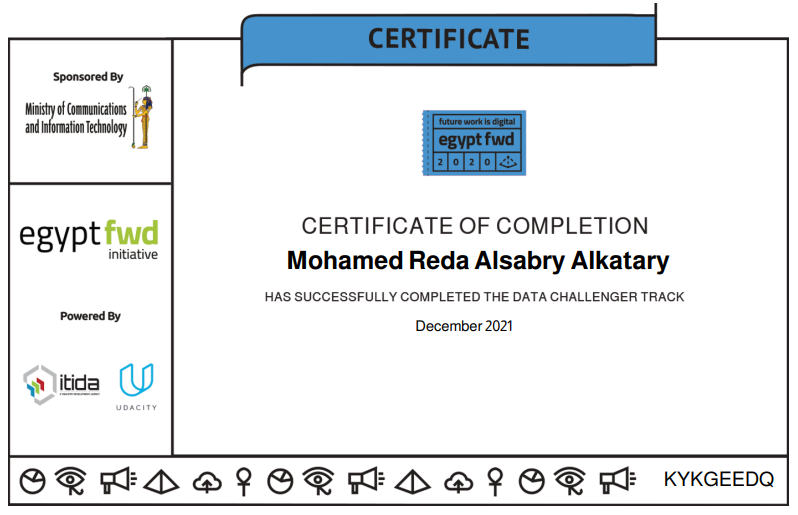 CERTIFICATE
Sponsored By
Ministry of Communications
and Information Technology
future work is digital
egypt fwd
2 0 2 0
egypt fwd
initiative
Powered By
itida
UDACITY
CERTIFICATE OF COMPLETION
Mohamed Reda Alsabry Alkatary
HAS SUCCESSFULLY COMPLETED THE DATA CHALLENGER TRACK
December 2021
KYKGEEDQ